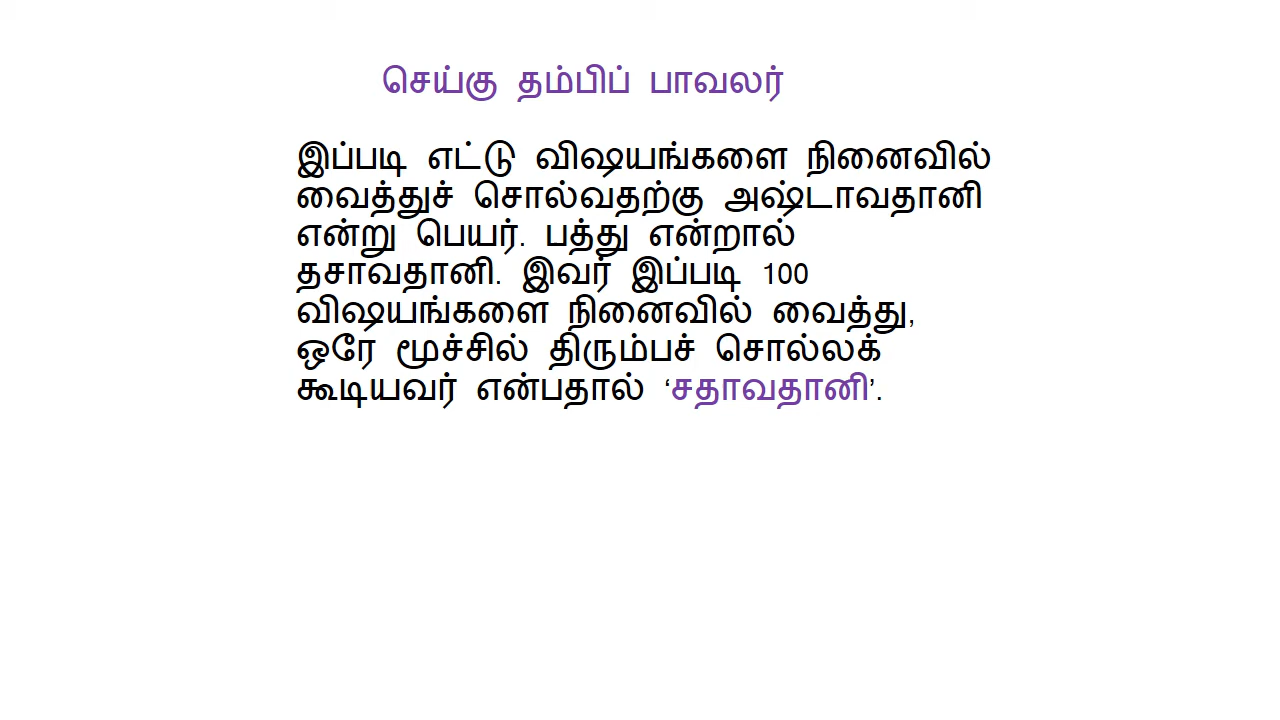 செய்கு தம்பிப் பாவலர்
இப்படி எட்டு விஷயங்களை நினைவில்
வைத்துச் சொல்வதற்கு அஷ்டாவதானி
என்று பெயர். பத்து என்றால்
தசாவதானி. இவர் இப்படி 100
விஷயங்களை நினைவில் வைத்து,
ஒரே மூச்சில் திரும்பச் சொல்லக்
கூடியவர் என்பதால் ‘சதாவதானி’.